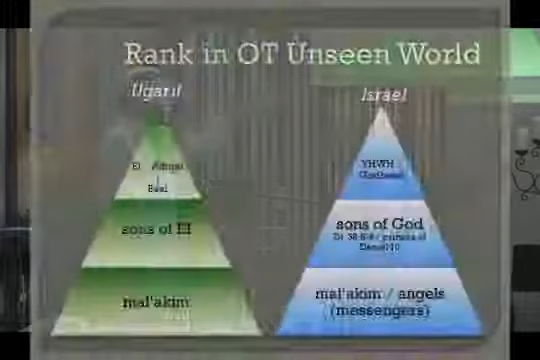 Rank in OT Unseen World
Ugarit
Israel
El
Baal
sons of El
mal'akim
YHWH
sons of God
mal'akim / angels
(messengers)